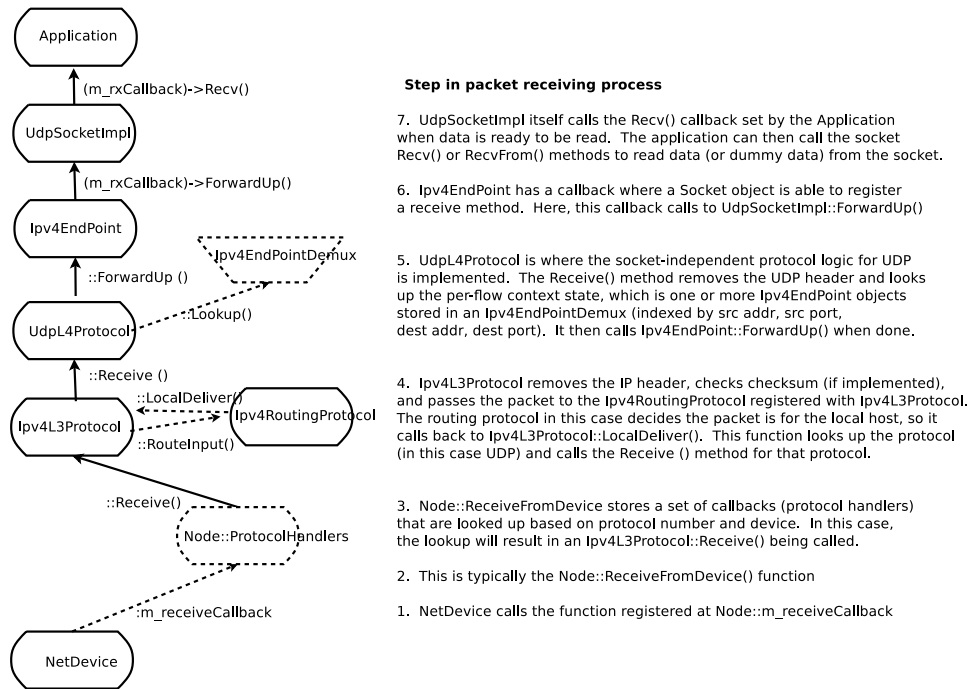 Application
(m_rxCallback)->Recv()
UdpSocketImpl
(m_rxCallback)->ForwardUp()
Ipv4EndPoint
Ipv4EndPointDemux
::ForwardUp ()
::Lookup()
UdpL4Protocol
::Receive ()
::LocalDeliver()
Ipv4L3Protocol
Ipv4RoutingProtocol
::RouteInput()
::Receive()
Node::ProtocolHandlers
:m_receiveCallback
NetDevice
Step in packet receiving process
7. UdpSocketImpl itself calls the Recv() callback set by the Application
when data is ready to be read. The application can then call the socket
Recv() or RecvFrom() methods to read data (or dummy data) from the socket.
6. Ipv4EndPoint has a callback where a Socket object is able to register
a receive method. Here, this callback calls to UdpSocketImpl::ForwardUp()
5. UdpL4Protocol is where the socket-independent protocol logic for UDP
is implemented. The Receive() method removes the UDP header and looks
up the per-flow context state, which is one or more Ipv4EndPoint objects
stored in an Ipv4EndPointDemux (indexed by src addr, src port,
dest addr, dest port). It then calls Ipv4EndPoint::ForwardUp() when done.
4. Ipv4L3Protocol removes the IP header, checks checksum (if implemented),
and passes the packet to the Ipv4RoutingProtocol registered with Ipv4L3Protocol.
The routing protocol in this case decides the packet is for the local host, so it
calls back to Ipv4L3Protocol::LocalDeliver(). This function looks up the protocol
(in this case UDP) and calls the Receive () method for that protocol.
3. Node::ReceiveFromDevice stores a set of callbacks (protocol handlers)
that are looked up based on protocol number and device. In this case,
the lookup will result in an Ipv4L3Protocol::Receive() being called.
2. This is typically the Node::ReceiveFromDevice() function
1. NetDevice calls the function registered at Node::m_receiveCallback